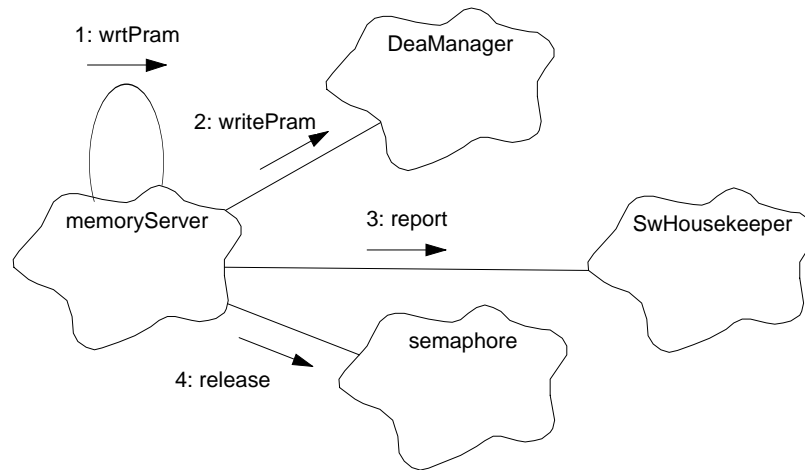 1: wrtPram
DeaManager
2: writePram
memoryServer
3: report
SwHousekeeper
semaphore
4: release